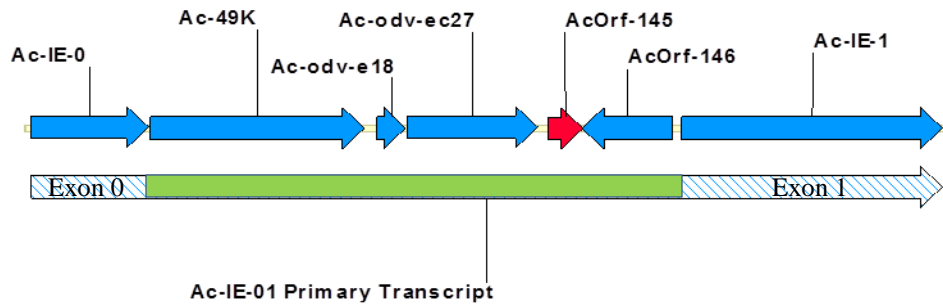 Ac-49K
Ac-odv-ec27
AcOrf-145
Ac-IE-0
Ac-odv-e18
AcOrf-146
Ac-IE-1
Exon 0
Exon 1
Ac-IE-01 Primary Transcript